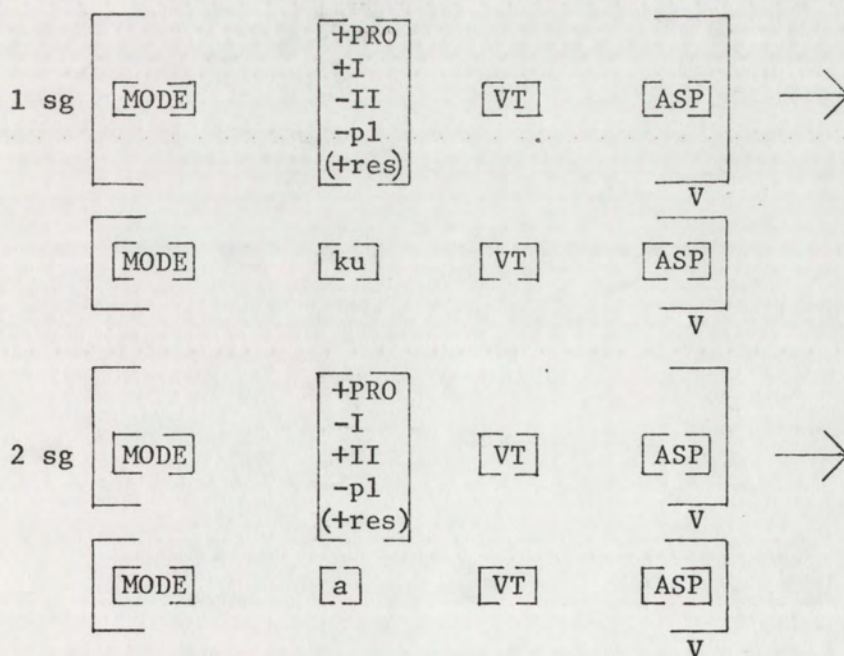 +PRO
+I
1 sg MODE -II VT ASP →
-pl
(+res)
V
MODE ku VT ASP
V
+PRO
-I
2 sg MODE +II VT ASP →
-pl
(+res)
V
MODE a VT ASP
V